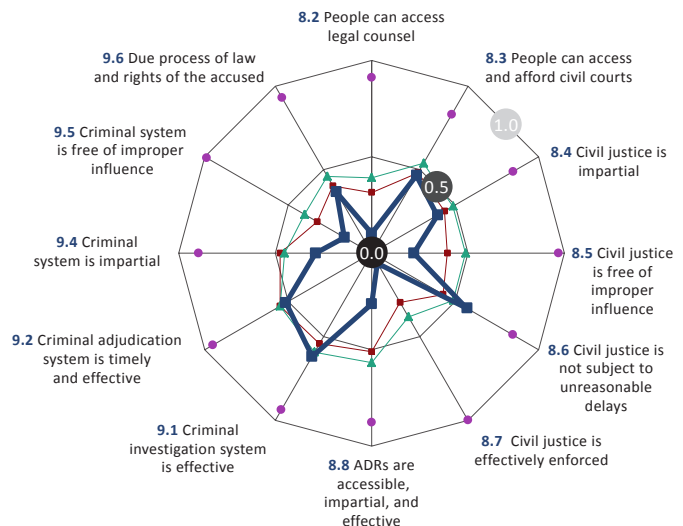 8.2 People can access
legal counsel
8.3 People can access
and afford civil courts
1.0
8.4 Civil justice is
impartial
0.5
0.0
8.5 Civil justice
is free of
improper
influence
8.6 Civil justice is
not subject to
unreasonable
delays
8.7 Civil justice is
effectively enforced
8.8 ADRs are
accessible,
impartial, and
effective
9.1 Criminal
investigation system
is effective
9.2 Criminal adjudication
system is timely
and effective
9.4 Criminal
system is impartial
9.5 Criminal system
is free of improper
influence
9.6 Due process of law
and rights of the accused